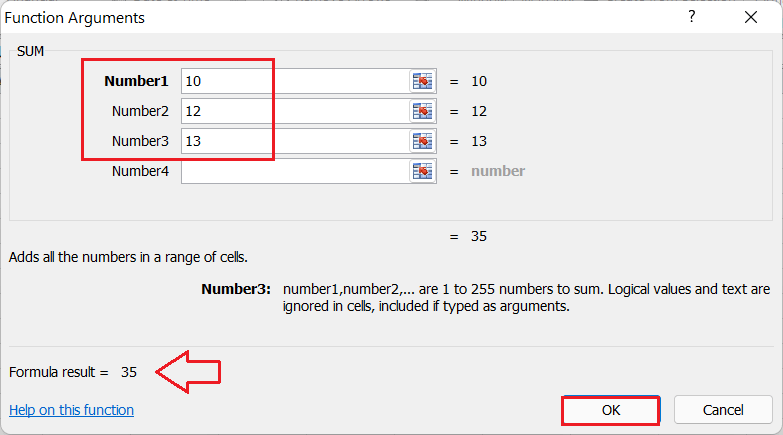 Function Arguments ?
SUM
Number1 10 = 10
Number2 12 = 12
Number3 13 = 13
Number4 = number
= 35
Adds all the numbers in a range of cells.
Number3: number1,number2,... are 1 to 255 numbers to sum. Logical values and text are
ignored in cells, included if typed as arguments.
Formula result = 35
Help on this function OK Cancel